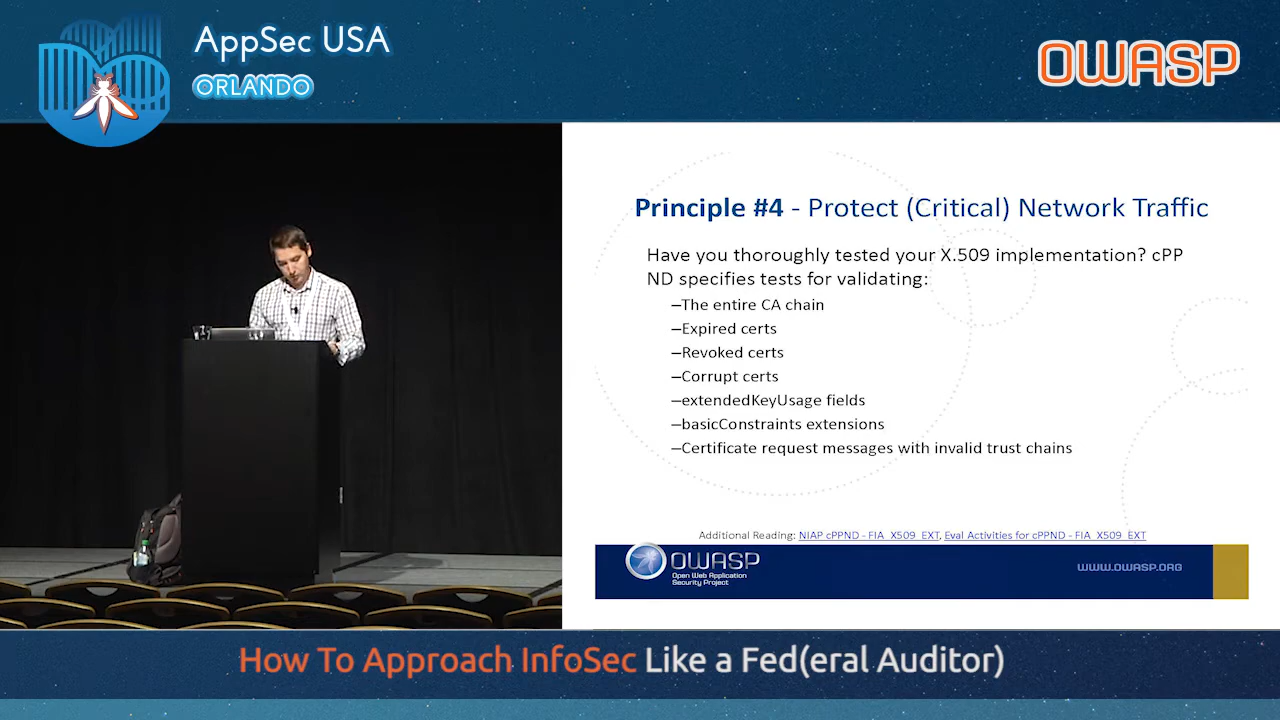 AppSec USA
ORLANDO
OWASP
Principle #4 - Protect (Critical) Network Traffic
Have you thoroughly tested your X.509 implementation? cPP
ND specifies tests for validating:
–The entire CA chain
–Expired certs
–Revoked certs
–Corrupt certs
–extendedKeyUsage fields
–basicConstraints extensions
–Certificate request messages with invalid trust chains
Additional Reading: NIAP cPPND - FIA_X509_EXT, Eval Activities for cPPND - FIA_X509_EXT
OWASP
Open Web Application
Security Project
WWW.OWASP.ORG
How To Approach InfoSec Like a Fed(eral Auditor)